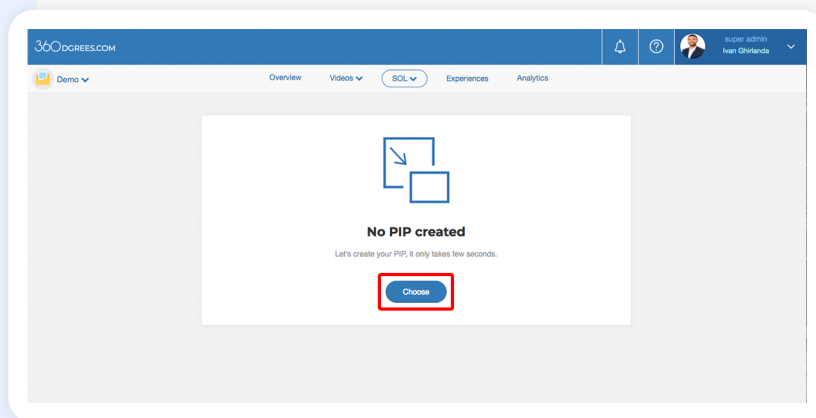 360DGREES.COM
super admin
Ivan Ghirlanda
Demo
Overview Videos SOL Experiences Analytics
No PIP created
Let's create your PIP, it only takes few seconds.
Choose